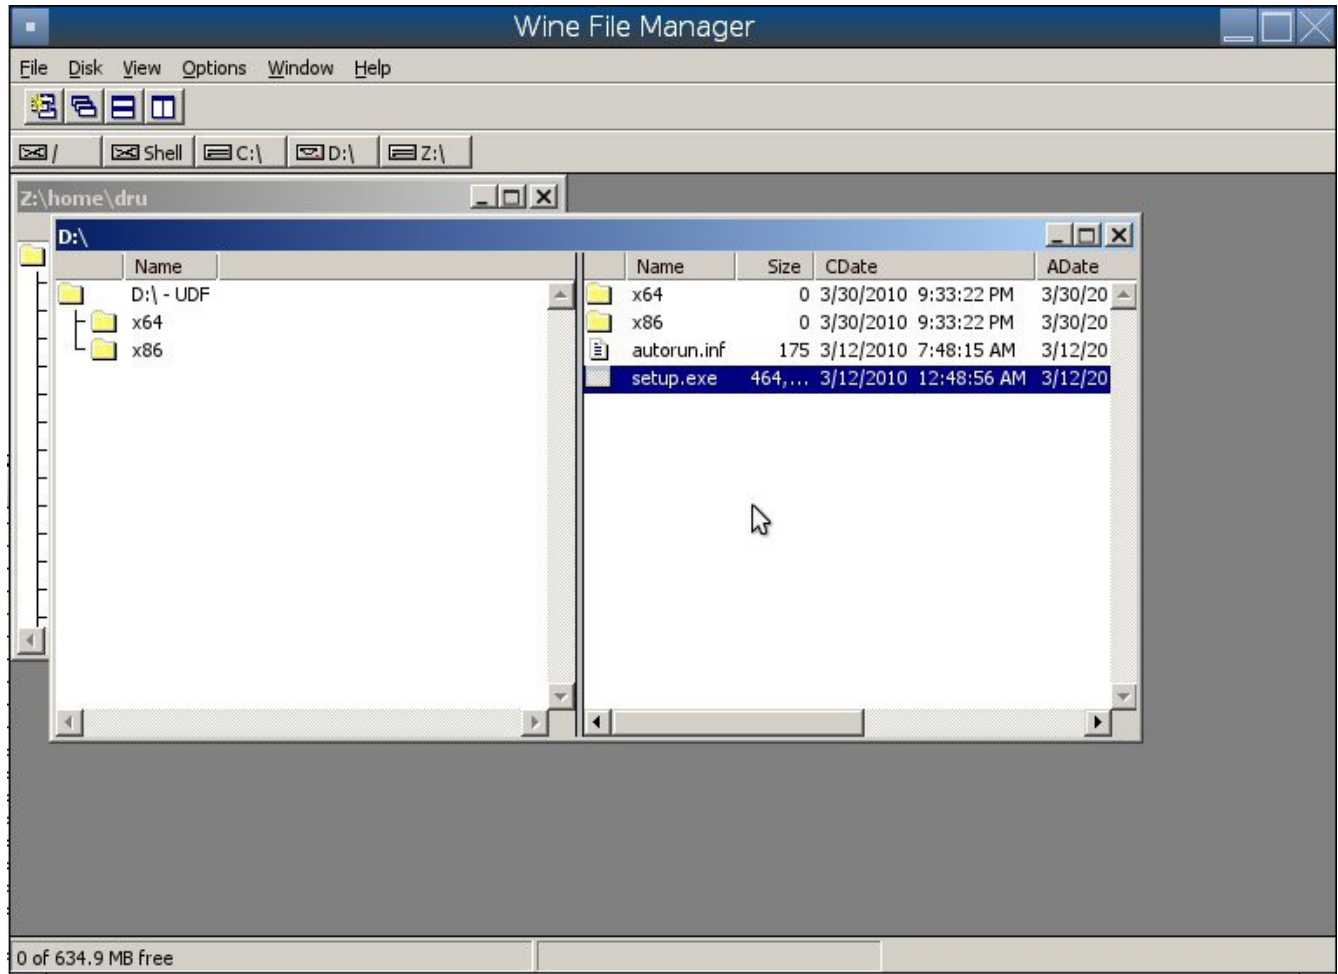 Wine File Manager
File Disk View Options Window Help
/ Shell C:\ D:\ Z:\
Z:\home\dru
D:\
Name Name Size CDate ADate
D:\ - UDF x64 0 3/30/2010 9:33:22 PM 3/30/20
x64 x86 0 3/30/2010 9:33:22 PM 3/30/20
x86 autorun.inf 175 3/12/2010 7:48:15 AM 3/12/20
setup.exe 464,... 3/12/2010 12:48:56 AM 3/12/20
0 of 634.9 MB free